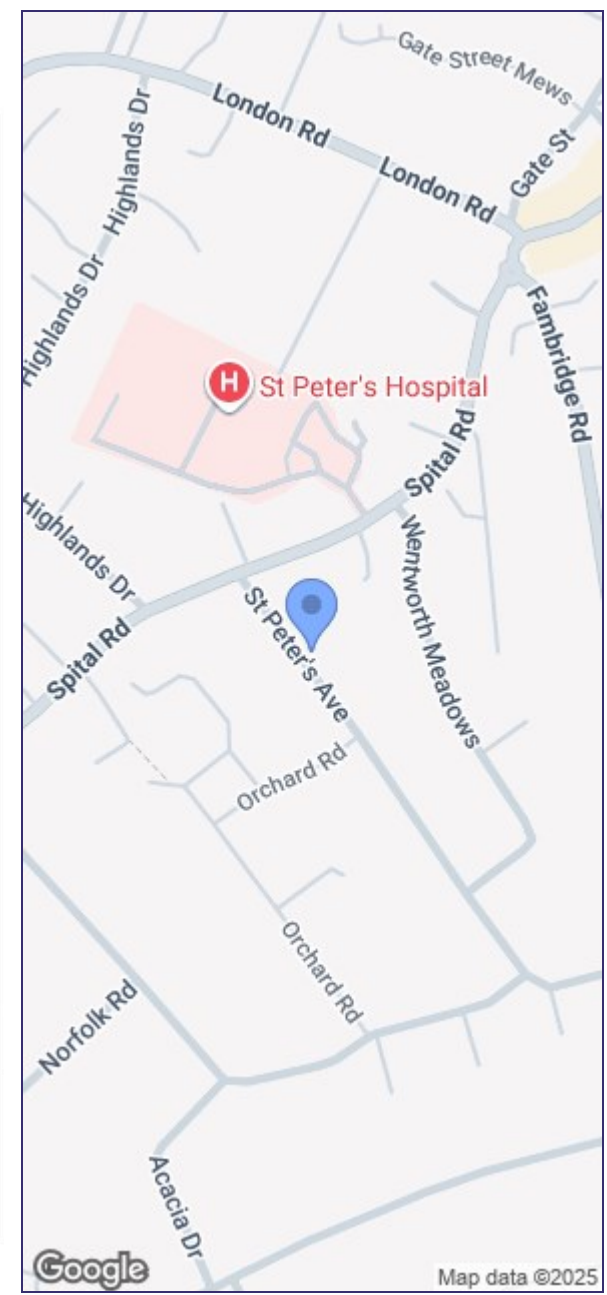 Gate Street Mews
London Rd
Highlands Dr
Gate St
London Rd
Highlands Dr
Fambridge Rd
H
St Peter's Hospital
Spital Rd
Highlands Dr
Wentworth Meadows
St Peter's Ave
Spital Rd
Orchard Rd
Orchard Rd
Norfolk Rd
Acacia Dr
Google
Map data ©2025